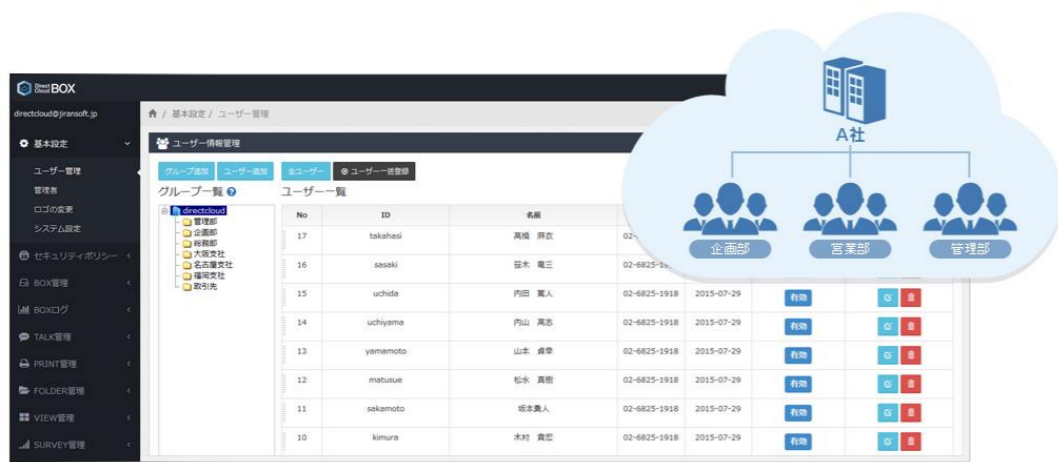 Direct Cloud BOX
directcloud@jiransoft.jp
基本設定
ユーザー管理
管理者
ロゴの変更
システム設定
セキュリティポリシー
BOX管理
BOXログ
TALK管理
PRINT管理
FOLDER管理
VIEW管理
SURVEY管理
/ 基本設定 / ユーザー管理
ユーザー情報管理
グループ追加 ユーザー追加 全ユーザー ユーザー一括登録
グループ一覧 ユーザー一覧
directcloud
管理部
企画部
総務部
大阪支社
名古屋支社
福岡支社
取引先
No ID 名前
17 takahasi 高橋 麻衣 02-
16 sasaki 笹木 竜三 02-6825-19
15 uchida 内田 篤人 02-6825-1918 2015-07-29 有効
14 uchiyama 内山 高志 02-6825-1918 2015-07-29 有効
13 yamamoto 山本 貞幸 02-6825-1918 2015-07-29 有効
12 matusue 松永 真樹 02-6825-1918 2015-07-29 有効
11 sakamoto 坂本勇人 02-6825-1918 2015-07-29 有効
10 kimura 木村 貴宏 02-6825-1918 2015-07-29 有効
A社
企画部 営業部 管理部